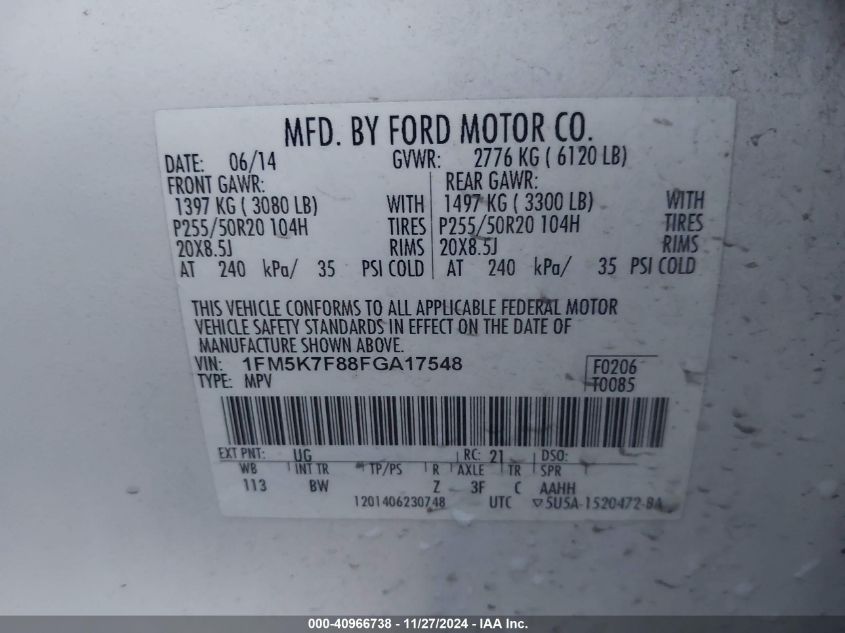 MFD. BY FORD MOTOR CO.
DATE: 06/14 GVWR: 2776 KG ( 6120 LB)
FRONT GAWR: REAR GAWR:
1397 KG ( 3080 LB) WITH 1497 KG ( 3300 LB) WITH
P255/50R20 104H TIRES P255/50R20 104H TIRES
20X8.5J RIMS 20X8.5J RIMS
AT 240 kPa/ 35 PSI COLD AT 240 kPa/ 35 PSI COLD
THIS VEHICLE CONFORMS TO ALL APPLICABLE FEDERAL MOTOR
VEHICLE SAFETY STANDARDS IN EFFECT ON THE DATE OF
MANUFACTURE SHOWN ABOVE.
VIN: 1FM5K7F88FGA17548 F0206
TYPE: MPV T0085
EXT PNT: UG RC: 21 DSO:
WB INT TR TP/PS R AXLE TR SPR
113 BW Z 3F C AAHH
1201406230748 UTC ▽5U5A-1520472-BA
000-40966738 - 11/27/2024 - IAA Inc.